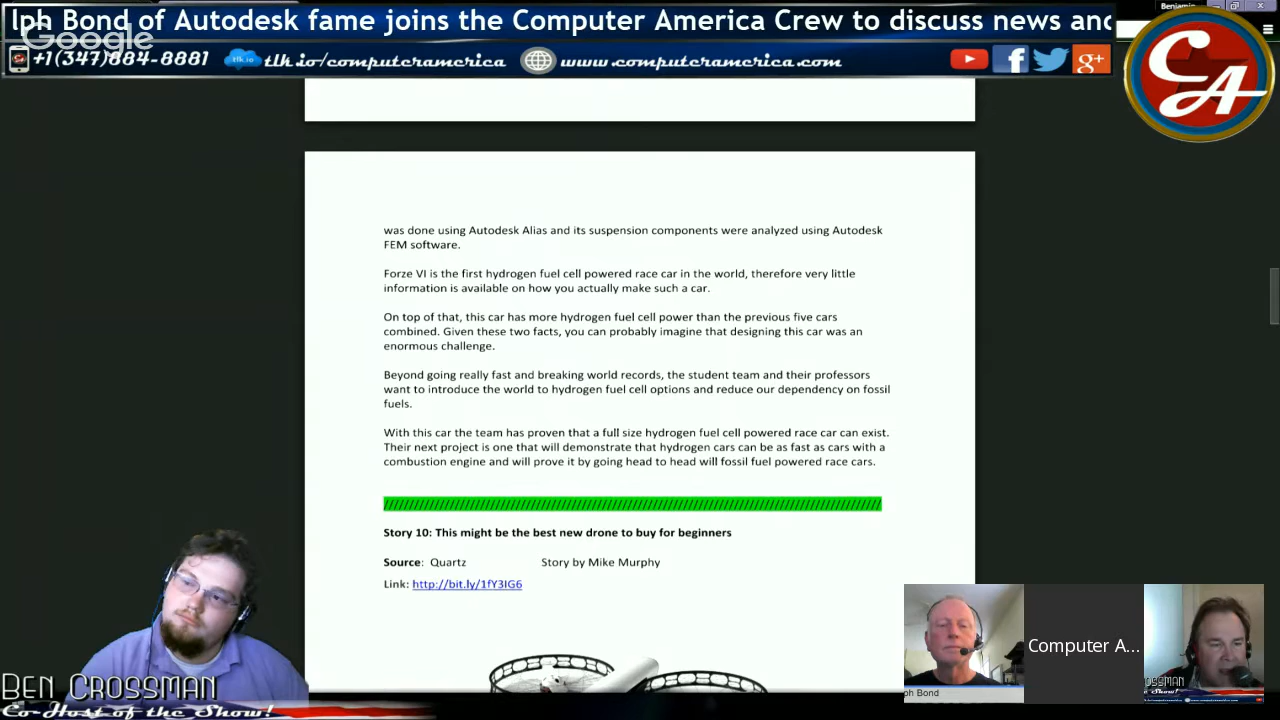 lph Bond of Autodesk fame joins the Computer America Crew to discuss news and
Google
Benjamin
+1(347)884-8881 tlk.io tlk.io/computeramerica www.computeramerica.com
CA
was done using Autodesk Alias and its suspension components were analyzed using Autodesk
FEM software.
Forze VI is the first hydrogen fuel cell powered race car in the world, therefore very little
information is available on how you actually make such a car.
On top of that, this car has more hydrogen fuel cell power than the previous five cars
combined. Given these two facts, you can probably imagine that designing this car was an
enormous challenge.
Beyond going really fast and breaking world records, the student team and their professors
want to introduce the world to hydrogen fuel cell options and reduce our dependency on fossil
fuels.
With this car the team has proven that a full size hydrogen fuel cell powered race car can exist.
Their next project is one that will demonstrate that hydrogen cars can be as fast as cars with a
combustion engine and will prove it by going head to head will fossil fuel powered race cars.
Story 10: This might be the best new drone to buy for beginners
Source: Quartz Story by Mike Murphy
Link: http://bit.ly/1fY3IG6
BEN CROSSMAN
Co-Host of the Show!
ph Bond
Computer A...
OSSMAN